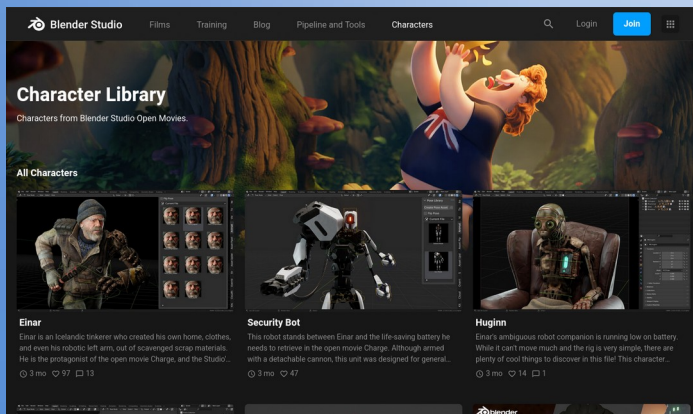 Blender Studio
Films
Training
Blog
Pipeline and Tools
Characters
Login
Join
Character Library
Characters from Blender Studio Open Movies.
All Characters
Einar
Einar is an Icelandic tinkerer who created his own home, clothes,
and even his robotic left arm, out of scavenged scrap materials.
He is the protagonist of the open movie Charge, and the Studio'...
3 mo 97 13
Security Bot
This robot stands between Einar and the life-saving battery he
needs to retrieve in the open movie Charge. Although armed
with a detachable cannon, this unit was designed for general...
3 mo 47
Huginn
Einar's ambiguous robot companion is running low on battery.
While it can't move much and the rig is very simple, there are
plenty of cool things to discover in this file! This character...
3 mo 14 1
blender